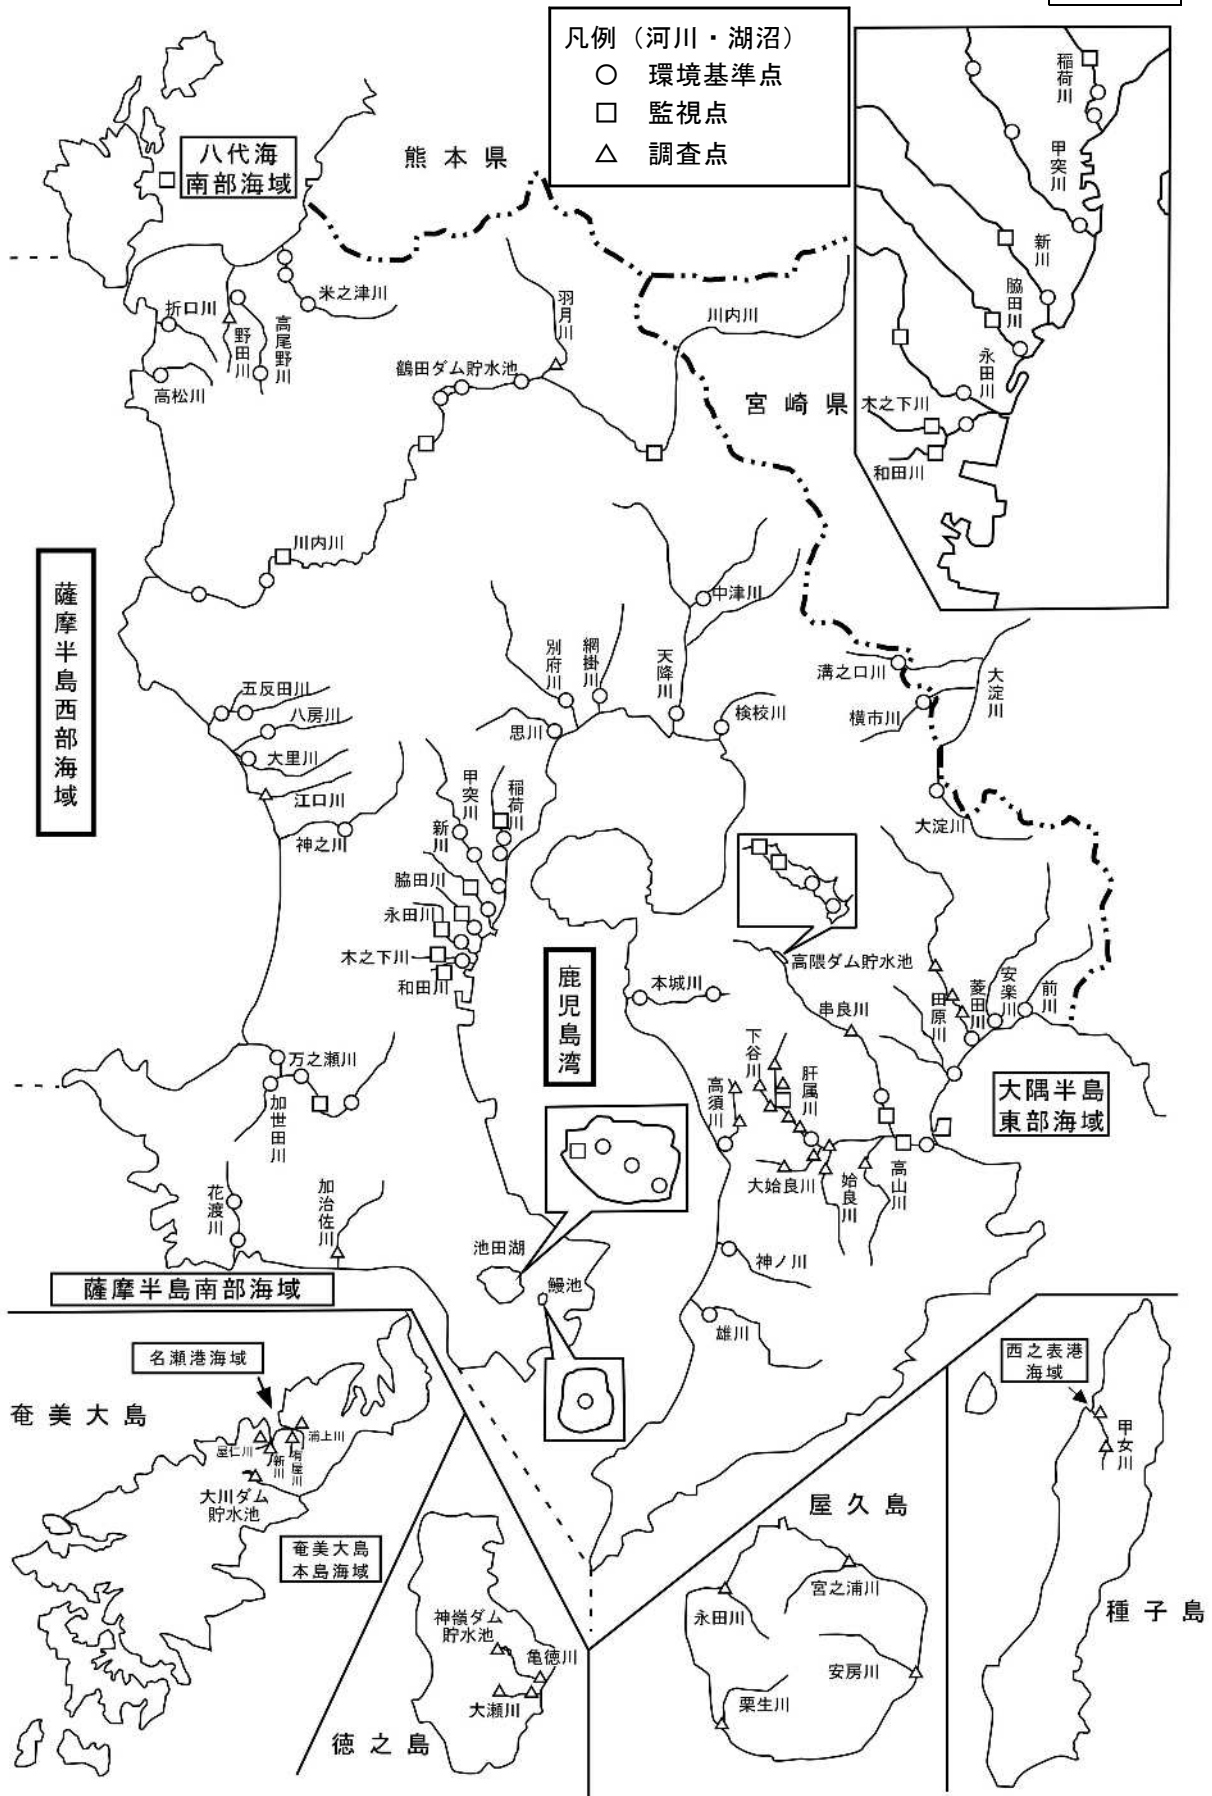 凡例（河川・湖沼）
○ 環境基準点
□ 監視点
△ 調査点
八代海
南部海域
熊本県
稲荷川
甲突川
新川
脇田川
永田川
木之下川
和田川
米之津川
折口川
野田川
高尾野川
高松川
羽月川
川内川
鶴田ダム貯水池
宮崎県
川内川
薩摩半島西部海域
中津川
別府川
網掛川
天降川
検校川
思川
溝之口川
横市川
大淀川
大淀川
五反田川
八房川
大里川
江口川
神之川
甲突川
稲荷川
新川
脇田川
永田川
木之下川
和田川
鹿児島湾
本城川
高隈ダム貯水池
串良川
田原川
菱田川
安楽川
前川
下谷川
高須川
肝属川
大姶良川
姶良川
高山川
大隅半島
東部海域
万之瀬川
加世田川
花渡川
加治佐川
池田湖
鰻池
神ノ川
雄川
薩摩半島南部海域
名瀬港海域
奄美大島
屋仁川
新川
有屋川
浦上川
大川ダム
貯水池
奄美大島
本島海域
神嶺ダム
貯水池
亀徳川
大瀬川
徳之島
屋久島
宮之浦川
永田川
安房川
栗生川
西之表港
海域
甲女川
種子島